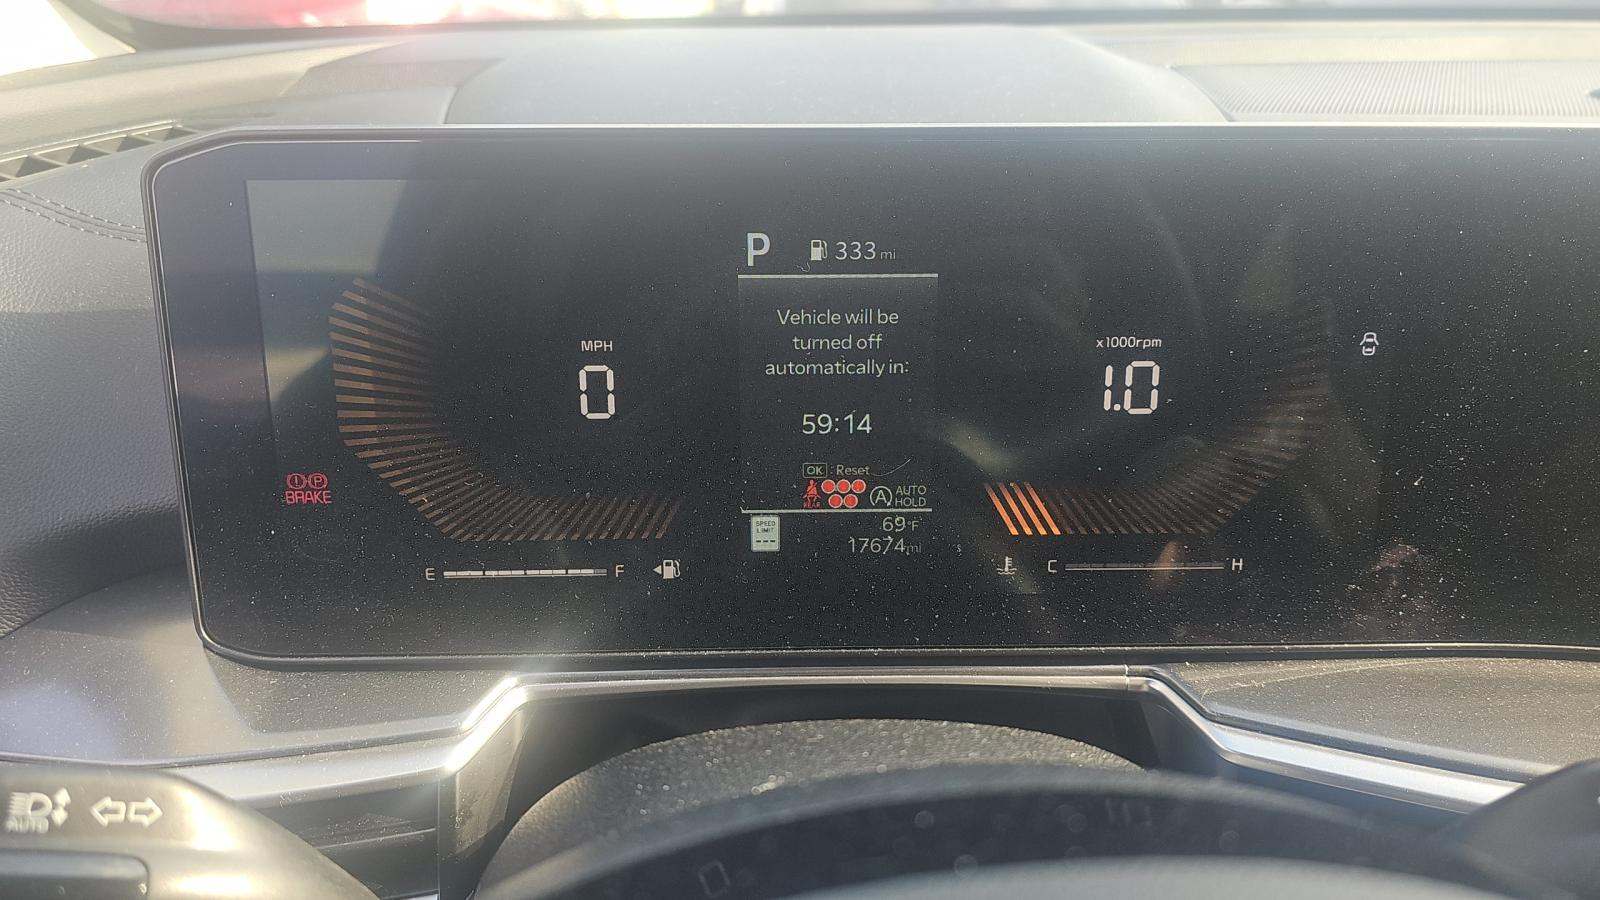 P 333 mi
Vehicle will be
turned off
automatically in:
59:14
OK : Reset
MPH
0
x1000rpm
1.0
P
BRAKE
REAR
A AUTO
HOLD
SPEED
LIMIT
---
69°F
17674 mi
E F
C H
AUTO